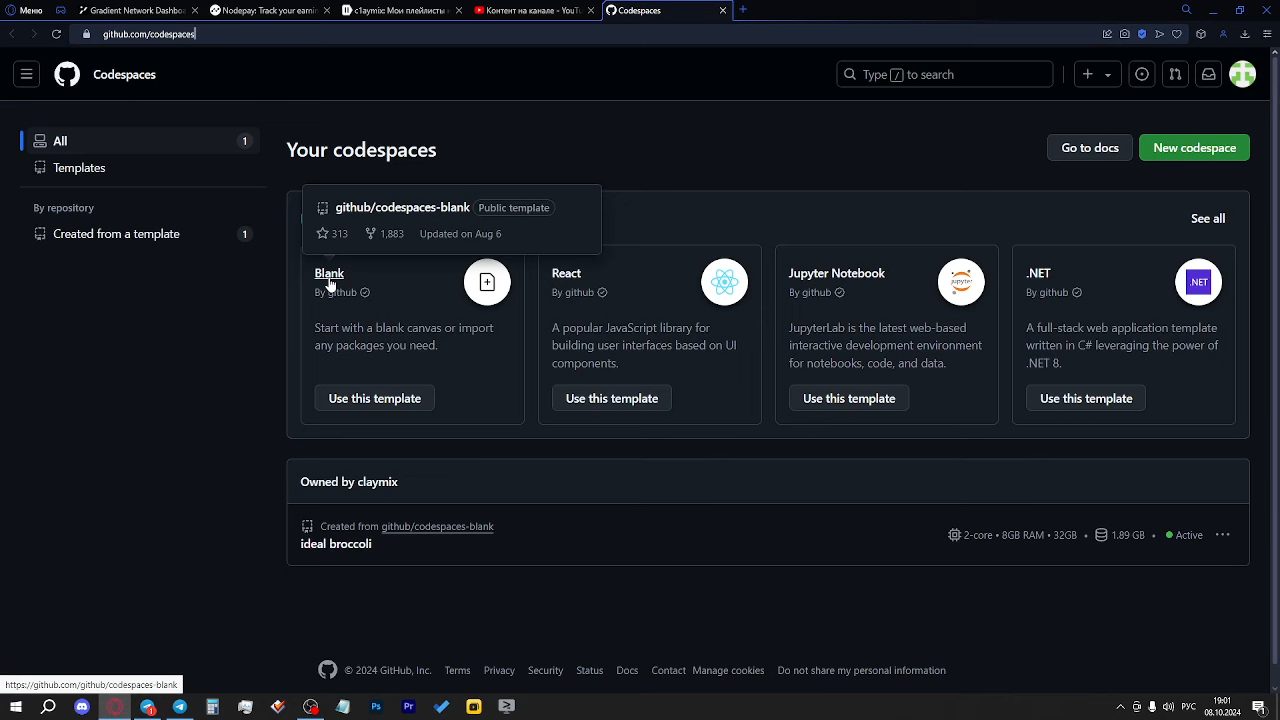 Меню
Gradient Network Dashboa
Nodepay: Track your earnin
c1aymix: Мои плейлисты н
Контент на канале - YouTu
Codespaces
github.com/codespaces
Codespaces
Type / to search
All 1
Templates
By repository
Created from a template 1
Your codespaces
Go to docs
New codespace
See all
github/codespaces-blank Public template
313 1,883 Updated on Aug 6
Blank
By github
Start with a blank canvas or import
any packages you need.
Use this template
React
By github
A popular JavaScript library for
building user interfaces based on UI
components.
Use this template
Jupyter Notebook
By github
JupyterLab is the latest web-based
interactive development environment
for notebooks, code, and data.
Use this template
.NET
By github
A full-stack web application template
written in C# leveraging the power of
.NET 8.
Use this template
.NET
Owned by claymix
Created from github/codespaces-blank
ideal broccoli
2-core • 8GB RAM • 32GB • 1.89 GB • Active
© 2024 GitHub, Inc. Terms Privacy Security Status Docs Contact Manage cookies Do not share my personal information
https://github.com/github/codespaces-blank
РУС
19:01
08.10.2024